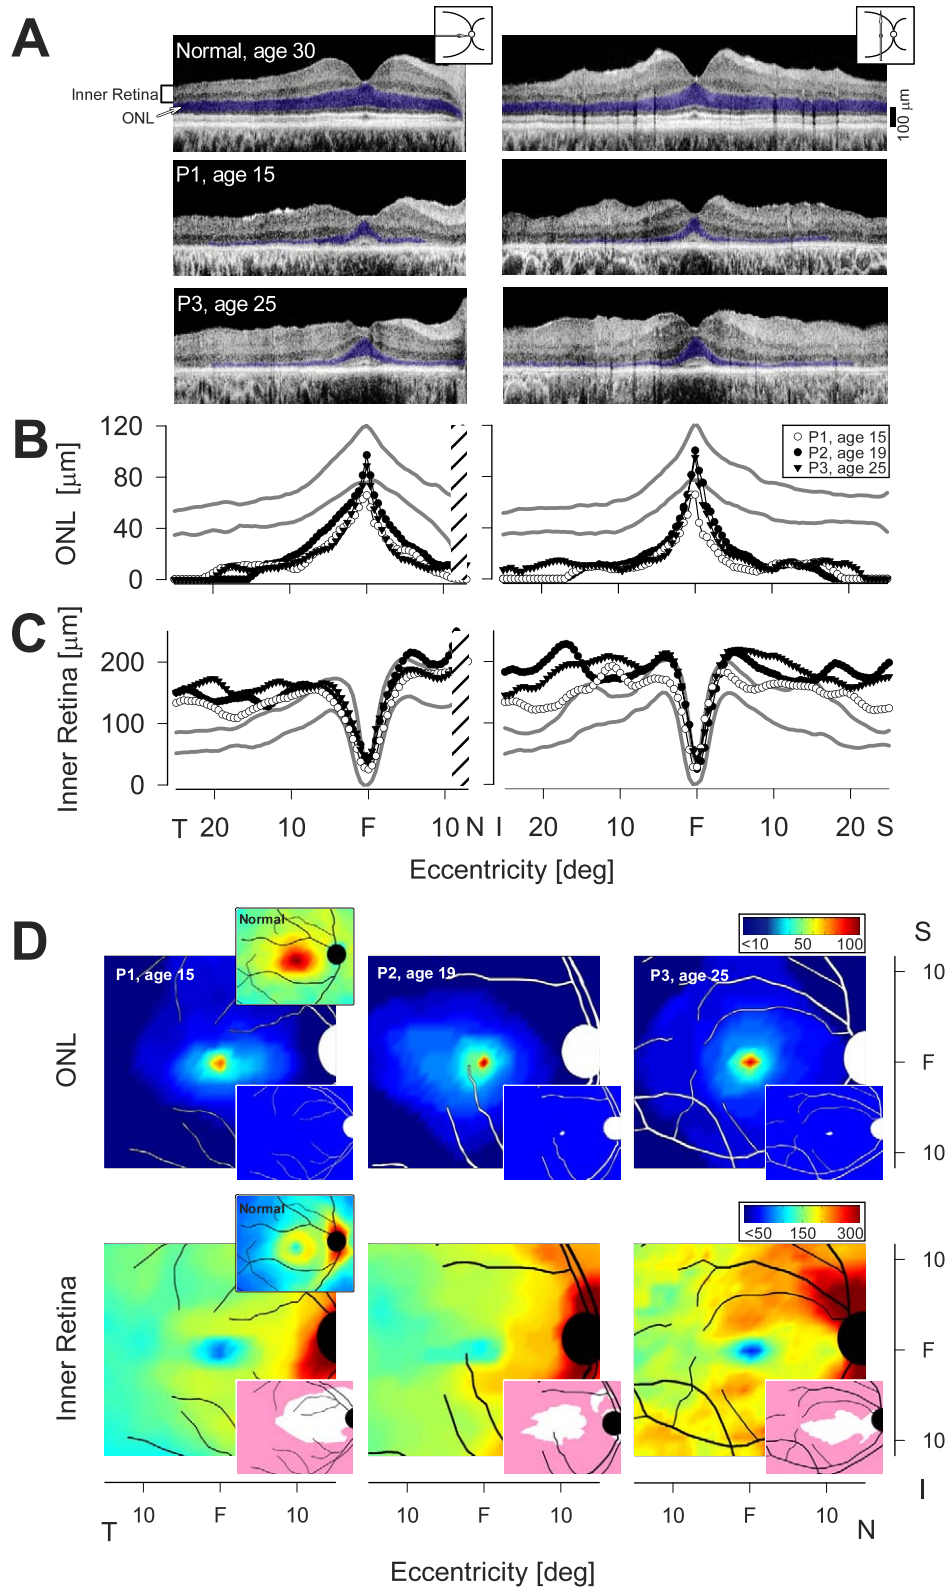 A
Normal, age 30
Inner Retina
ONL
100 µm
P1, age 15
P3, age 25
B
ONL [µm]
120
80
40
0
P1, age 15
P2, age 19
P3, age 25
C
Inner Retina [µm]
200
100
0
T 20 10 F 10 N I 20 10 F 10 20 S
Eccentricity [deg]
D
Normal
<10 50 100
S
P1, age 15
P2, age 19
P3, age 25
ONL
10
F
10
Normal
<50 150 300
Inner Retina
10
F
10
I
10 F 10 10 F 10 F 10
T N
Eccentricity [deg]